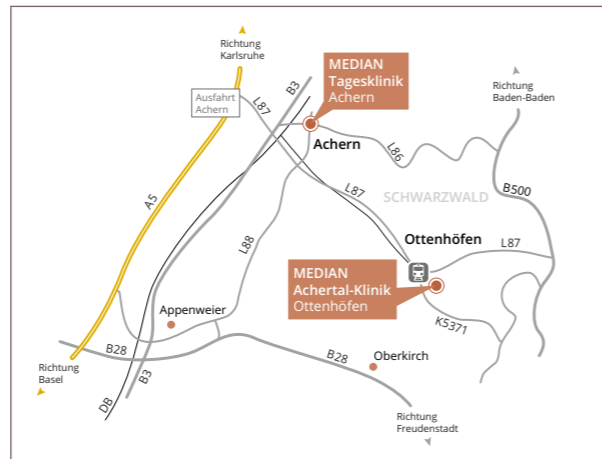 Richtung
Karlsruhe
MEDIAN
Tagesklinik
Achern
Richtung
Baden-Baden
Ausfahrt
Achern
L87
B3
Achern
L86
A5
L87
SCHWARZWALD
B500
L88
Ottenhöfen
L87
MEDIAN
Achertal-Klinik
Ottenhöfen
Appenweier
K5371
B28
B28
Oberkirch
Richtung
Basel
B3
DB
Richtung
Freudenstadt